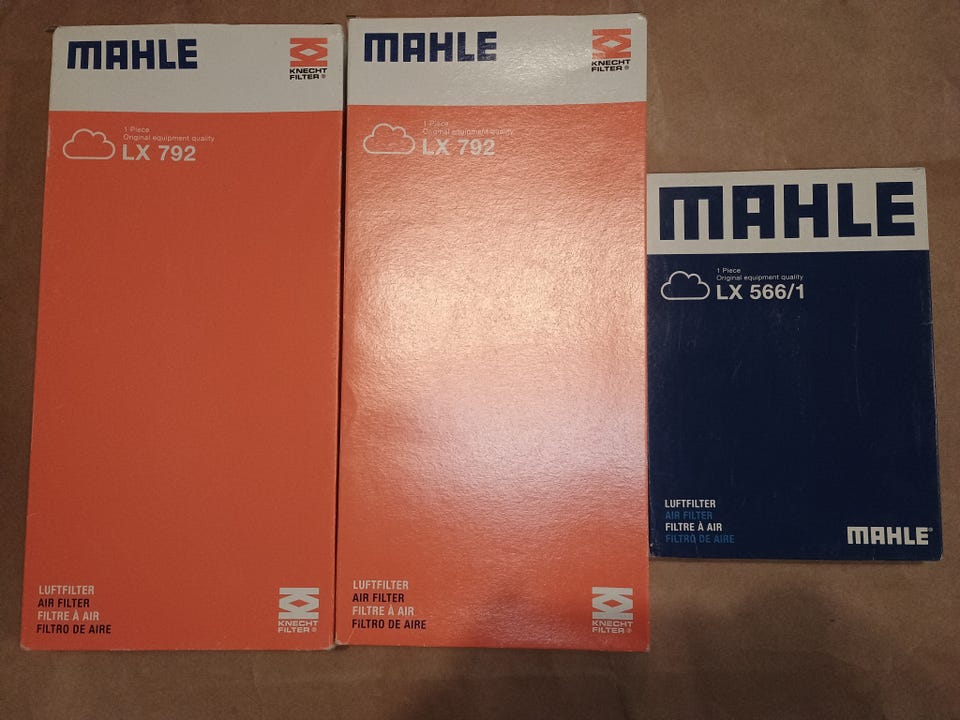 MAHLE
KNECHT
FILTER®
1 Piece
Original equipment quality
LX 792
LUFTFILTER
AIR FILTER
FILTRE À AIR
FILTRO DE AIRE
KNECHT
FILTER®
MAHLE
KNECHT
FILTER®
1 Piece
Original equipment quality
LX 792
LUFTFILTER
AIR FILTER
FILTRE À AIR
FILTRO DE AIRE
KNECHT
FILTER®
MAHLE
1 Piece
Original equipment quality
LX 566/1
LUFTFILTER
AIR FILTER
FILTRE À AIR
FILTRO DE AIRE
MAHLE®